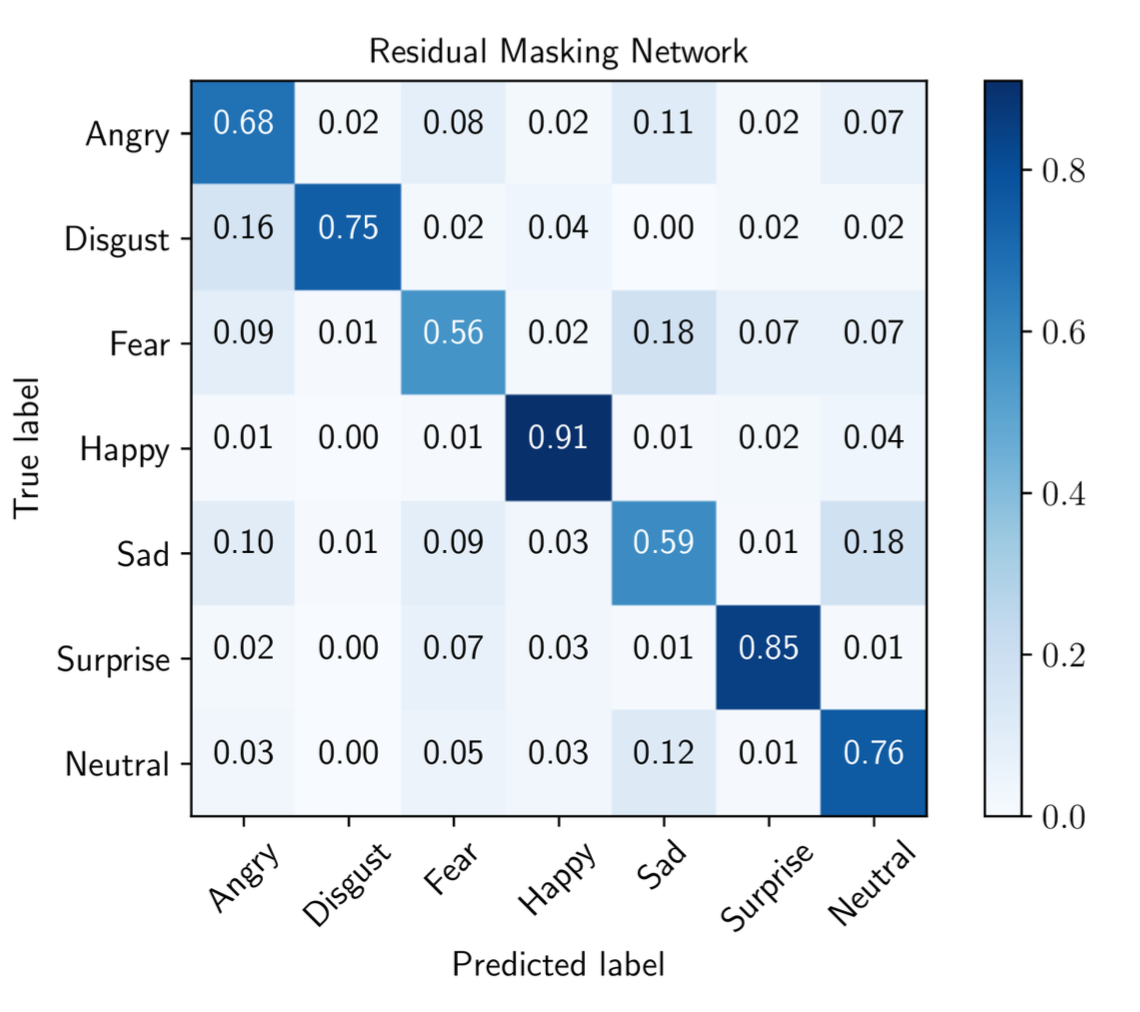 Residual Masking Network
Angry 0.68 0.02 0.08 0.02 0.11 0.02 0.07
Disgust 0.16 0.75 0.02 0.04 0.00 0.02 0.02
Fear 0.09 0.01 0.56 0.02 0.18 0.07 0.07
Happy 0.01 0.00 0.01 0.91 0.01 0.02 0.04
Sad 0.10 0.01 0.09 0.03 0.59 0.01 0.18
Surprise 0.02 0.00 0.07 0.03 0.01 0.85 0.01
Neutral 0.03 0.00 0.05 0.03 0.12 0.01 0.76
Angry Disgust Fear Happy Sad Surprise Neutral
Predicted label
True label
0.8
0.6
0.4
0.2
0.0